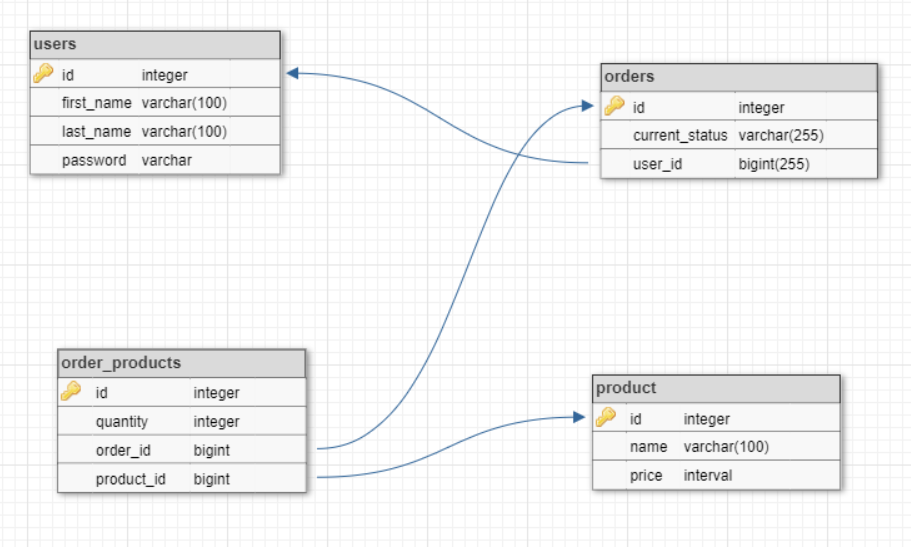 users
id integer
first_name varchar(100)
last_name varchar(100)
password varchar
orders
id integer
current_status varchar(255)
user_id bigint(255)
order_products
id integer
quantity integer
order_id bigint
product_id bigint
product
id integer
name varchar(100)
price interval